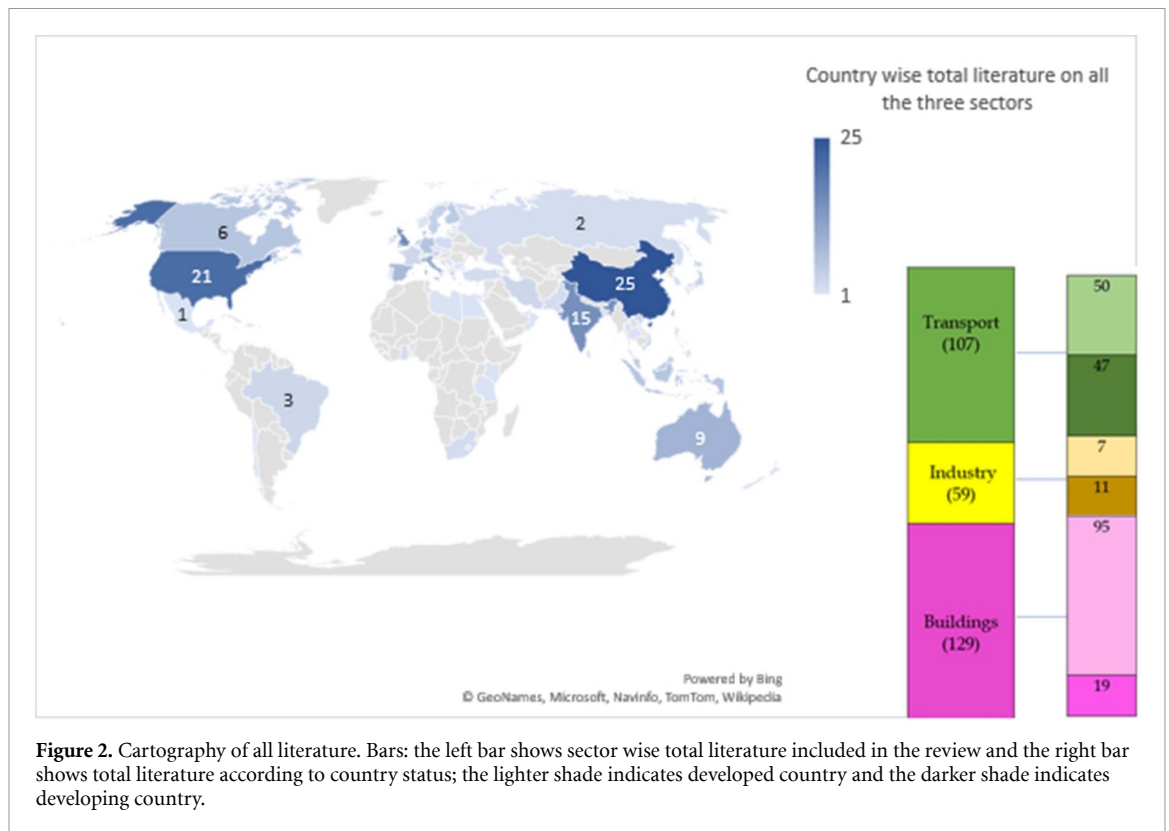 Country wise total literature on all
the three sectors
25
1
2
6
21
25
1
15
3
9
Transport
(107)
50
47
Industry
(59)
7
11
Buildings
(129)
95
19
Powered by Bing
© GeoNames, Microsoft, Navinfo, TomTom, Wikipedia
Figure 2. Cartography of all literature. Bars: the left bar shows sector wise total literature included in the review and the right bar
shows total literature according to country status; the lighter shade indicates developed country and the darker shade indicates
developing country.